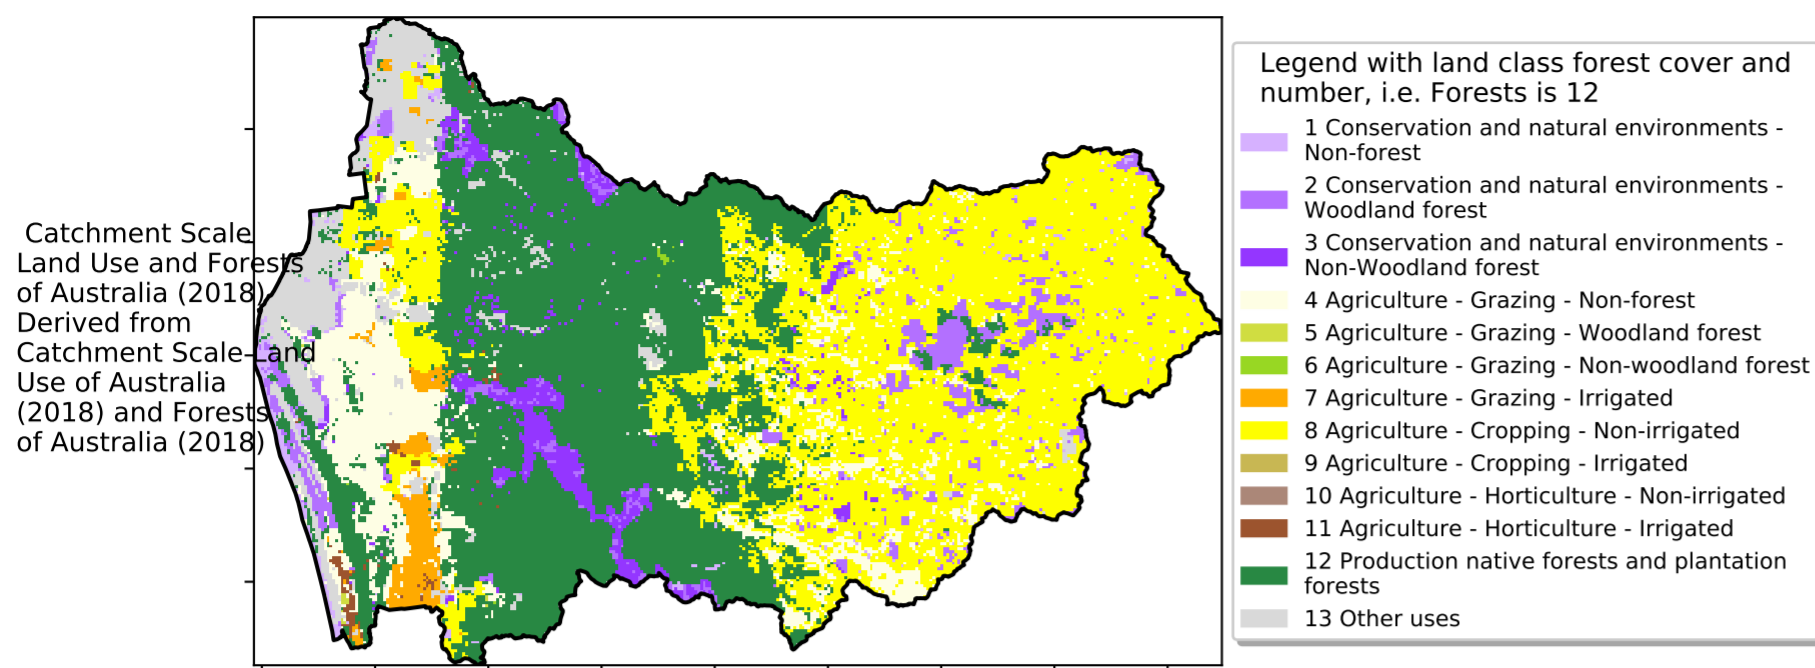 Catchment Scale
Land Use and Forests
of Australia (2018)
Derived from
Catchment Scale Land
Use of Australia
(2018) and Forests
of Australia (2018)
Legend with land class forest cover and
number, i.e. Forests is 12
1 Conservation and natural environments -
Non-forest
2 Conservation and natural environments -
Woodland forest
3 Conservation and natural environments -
Non-Woodland forest
4 Agriculture - Grazing - Non-forest
5 Agriculture - Grazing - Woodland forest
6 Agriculture - Grazing - Non-woodland forest
7 Agriculture - Grazing - Irrigated
8 Agriculture - Cropping - Non-irrigated
9 Agriculture - Cropping - Irrigated
10 Agriculture - Horticulture - Non-irrigated
11 Agriculture - Horticulture - Irrigated
12 Production native forests and plantation
forests
13 Other uses